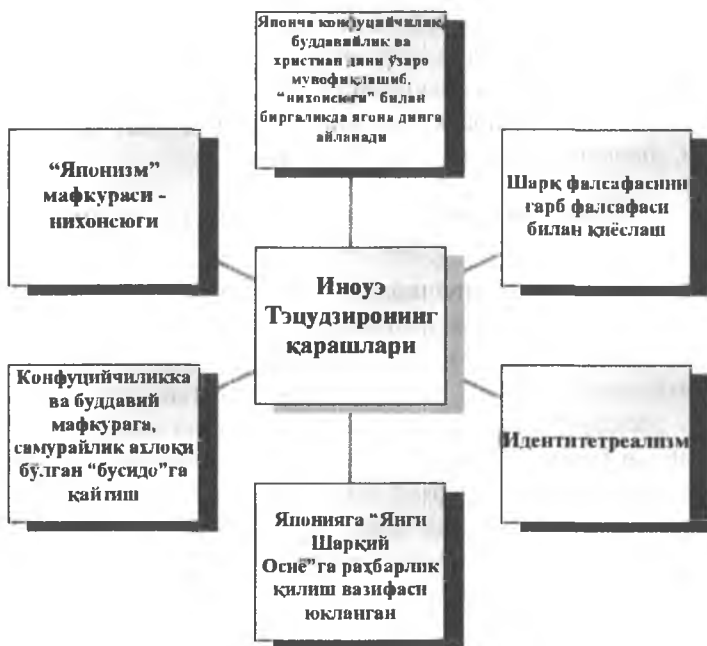 Японча конфуцийчилик,
буддавийлик ва
христиан дини ўзаро
мувофиқлашиб,
“нихонсюги” билан
биргаликда ягона динга
айланади
“Японизм”
мафкураси -
нихонсюги
Шарқ фалсафасини
ғарб фалсафаси
билан қиёслаш
Иноуэ
Тэцудзиронинг
қарашлари
Конфуцийчиликка
ва буддавий
мафкурага,
самурайлик ахлоқи
бўлган “бусидо”га
қайтиш
Идентитетреализм
Японияга “Янги
Шарқий
Осиё”га раҳбарлик
қилиш вазифаси
юкланган